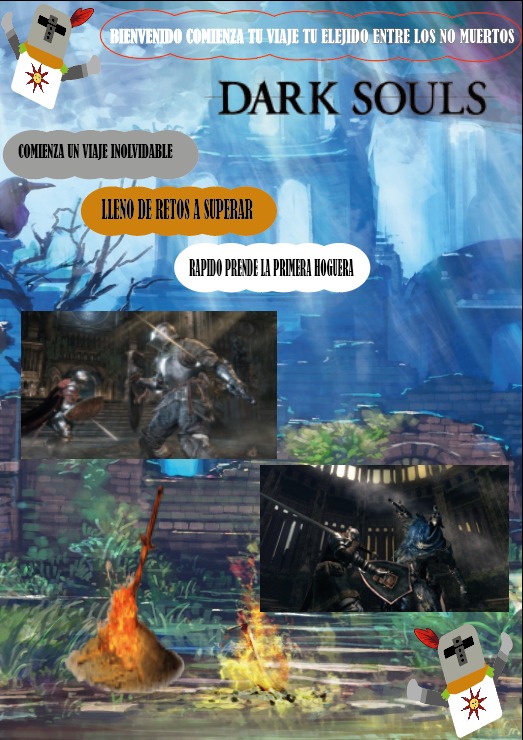 BIENVENIDO COMIENZA TU VIAJE TU ELEJIDO ENTRE LOS NO MUERTOS
DARK SOULS
COMIENZA UN VIAJE INOLVIDABLE
LLENO DE RETOS A SUPERAR
RAPIDO PRENDE LA PRIMERA HOGUERA